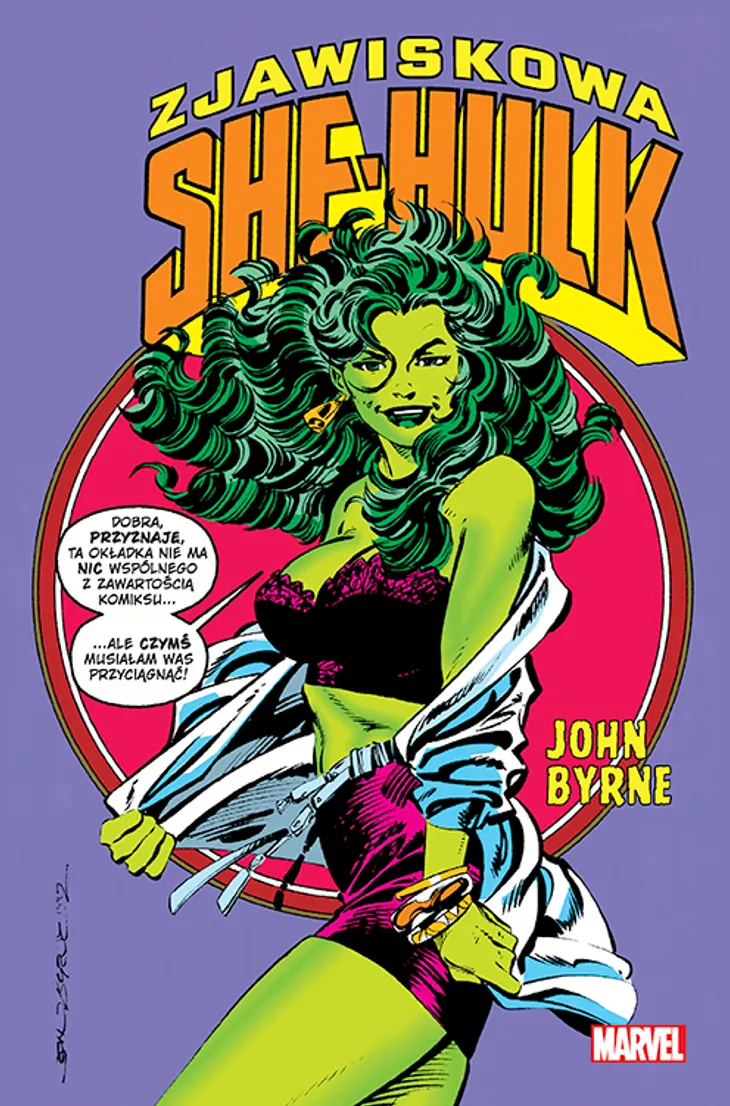 ZJAWISKOWA
SHE-HULK
DOBRA,
PRZYZNAJĘ,
TA OKŁADKA NIE MA
NIC WSPÓLNEGO
Z ZAWARTOŚCIĄ
KOMIKSU...
...ALE CZYMŚ
MUSIAŁAM WAS
PRZYCIĄGNĄĆ!
JOHN
BYRNE
MARVEL